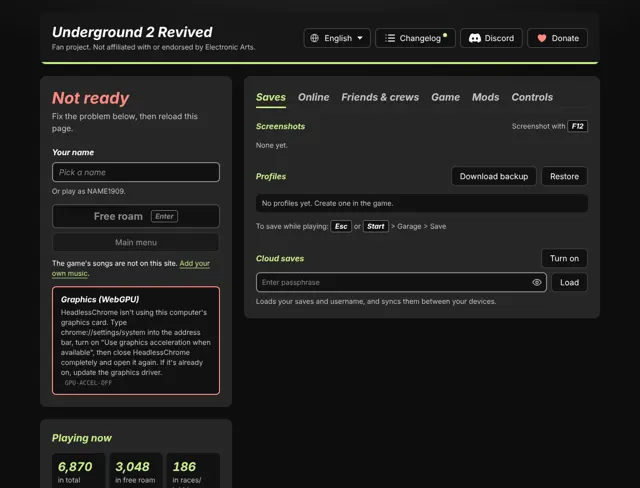 Underground 2 Revived
Fan project. Not affiliated with or endorsed by Electronic Arts.
English
Changelog
Discord
Donate
Not ready
Fix the problem below, then reload this
page.
Your name
Pick a name
Or play as NAME1909.
Free roam Enter
Main menu
The game's songs are not on this site. Add your
own music.
Graphics (WebGPU)
HeadlessChrome isn't using this computer's
graphics card. Type
chrome://settings/system into the address
bar, turn on "Use graphics acceleration when
available", then close HeadlessChrome
completely and open it again. If it's already
on, update the graphics driver.
GPU-ACCEL-OFF
Playing now
6,870 3,048 186
in total in free roam in races/
Saves Online Friends & crews Game Mods Controls
Screenshots Screenshot with F12
None yet.
Profiles Download backup Restore
No profiles yet. Create one in the game.
To save while playing: Esc or Start > Garage > Save
Cloud saves Turn on
Enter passphrase Load
Loads your saves and username, and syncs them between your devices.